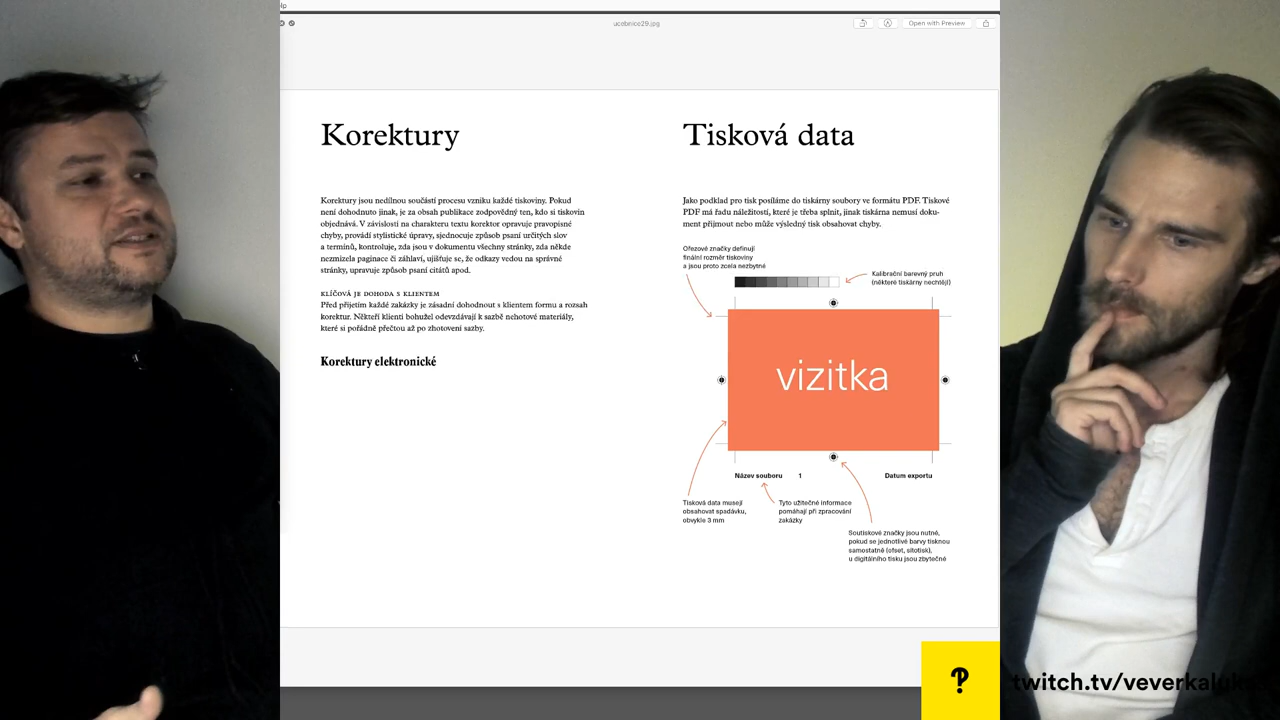 lp
ucebnice29.jpg
Open with Preview
Korektury
Korektury jsou nedílnou součástí procesu vzniku každé tiskoviny. Pokud
není dohodnuto jinak, je za obsah publikace zodpovědný ten, kdo si tiskovin
objednává. V závislosti na charakteru textu korektor opravuje pravopisné
chyby, provádí stylistické úpravy, sjednocuje způsob psaní určitých slov
a termínů, kontroluje, zda jsou v dokumentu všechny stránky, zda někde
nezmizela paginace či záhlaví, ujišťuje se, že odkazy vedou na správné
stránky, upravuje způsob psaní citátů apod.
KLÍČOVÁ JE DOHODA S KLIENTEM
Před přijetím každé zakázky je zásadní dohodnout s klientem formu a rozsah
korektur. Někteří klienti bohužel odevzdávají k sazbě nehotové materiály,
které si pořádně přečtou až po zhotovení sazby.
Korektury elektronické
Tisková data
Jako podklad pro tisk posíláme do tiskárny soubory ve formátu PDF. Tiskové
PDF má řadu náležitostí, které je třeba splnit, jinak tiskárna nemusí doku-
ment přijmout nebo může výsledný tisk obsahovat chyby.
Ořezové značky definují
finální rozměr tiskoviny
a jsou proto zcela nezbytné
Kalibrační barevný pruh
(některé tiskárny nechtějí)
vizitka
Název souboru 1 Datum exportu
Tisková data musejí
obsahovat spadávku,
obvykle 3 mm
Tyto užitečné informace
pomáhají při zpracování
zakázky
Soutiskové značky jsou nutné,
pokud se jednotlivé barvy tisknou
samostatně (ofset, sítotisk),
u digitálního tisku jsou zbytečné
twitch.tv/veverkaluka